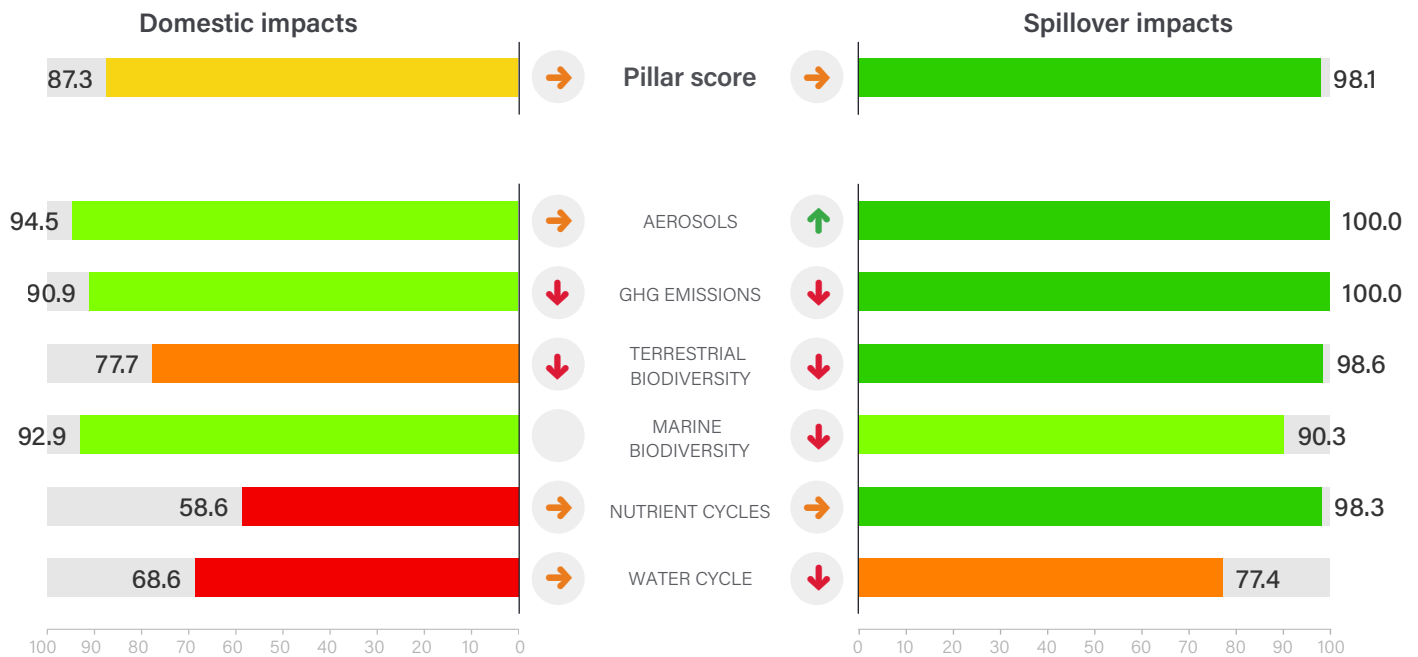 Domestic impacts
Spillover impacts
87.3
Pillar score
98.1
94.5
AEROSOLS
100.0
90.9
GHG EMISSIONS
100.0
77.7
TERRESTRIAL
BIODIVERSITY
98.6
92.9
MARINE
BIODIVERSITY
90.3
58.6
NUTRIENT CYCLES
98.3
68.6
WATER CYCLE
77.4
100 90 80 70 60 50 40 30 20 10 0
0 10 20 30 40 50 60 70 80 90 100